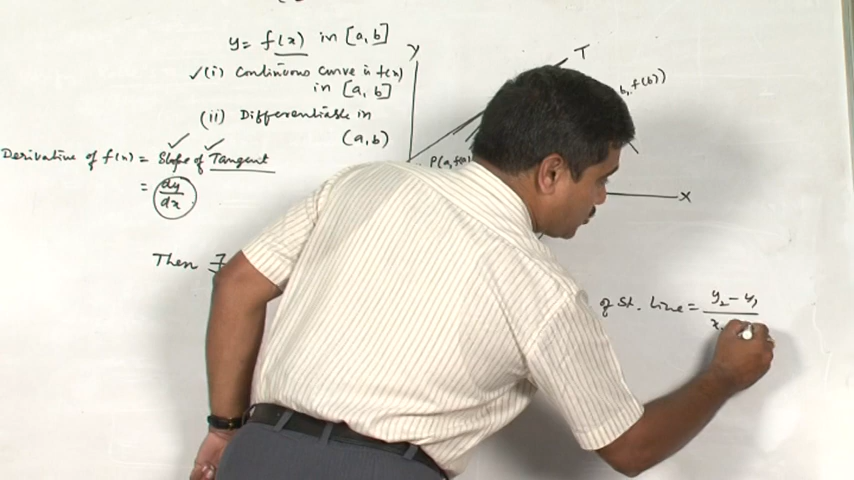 y = f(x) in [a, b]
✓(i) Continuous curve is f(x)
in [a, b]
(ii) Differentiable in
(a, b)
Derivative of f(x) = Slope of Tangent
= dy/dx
Then
Y
T
b, f(b))
P(a, f(a)
X
of St. Line = y₂ - y₁
x